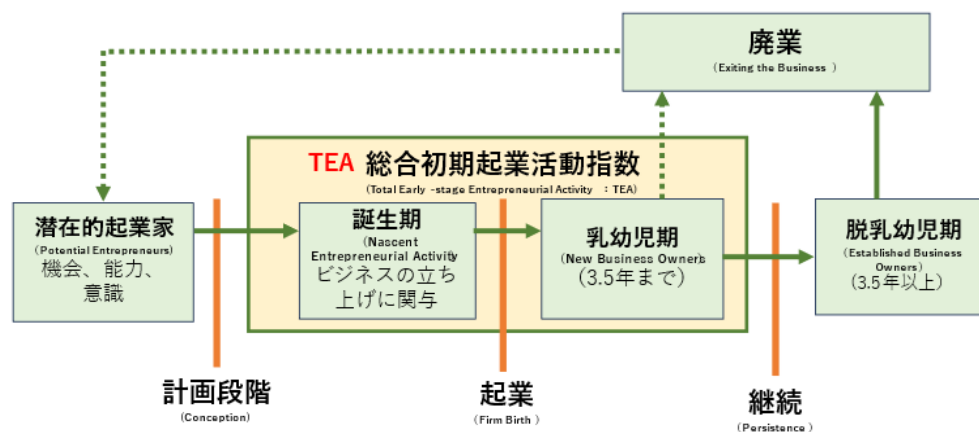 廃業
(Exiting the Business )
TEA 総合初期起業活動指数
(Total Early -stage Entrepreneurial Activity : TEA)
潜在的起業家
(Potential Entrepreneurs)
機会、能力、
意識
誕生期
(Nascent
Entrepreneurial Activity)
ビジネスの立ち
上げに関与
乳幼児期
(New Business Owners)
(3.5年まで)
脱乳幼児期
(Established Business
Owners)
(3.5年以上)
計画段階
(Conception)
起業
(Firm Birth )
継続
(Persistence )